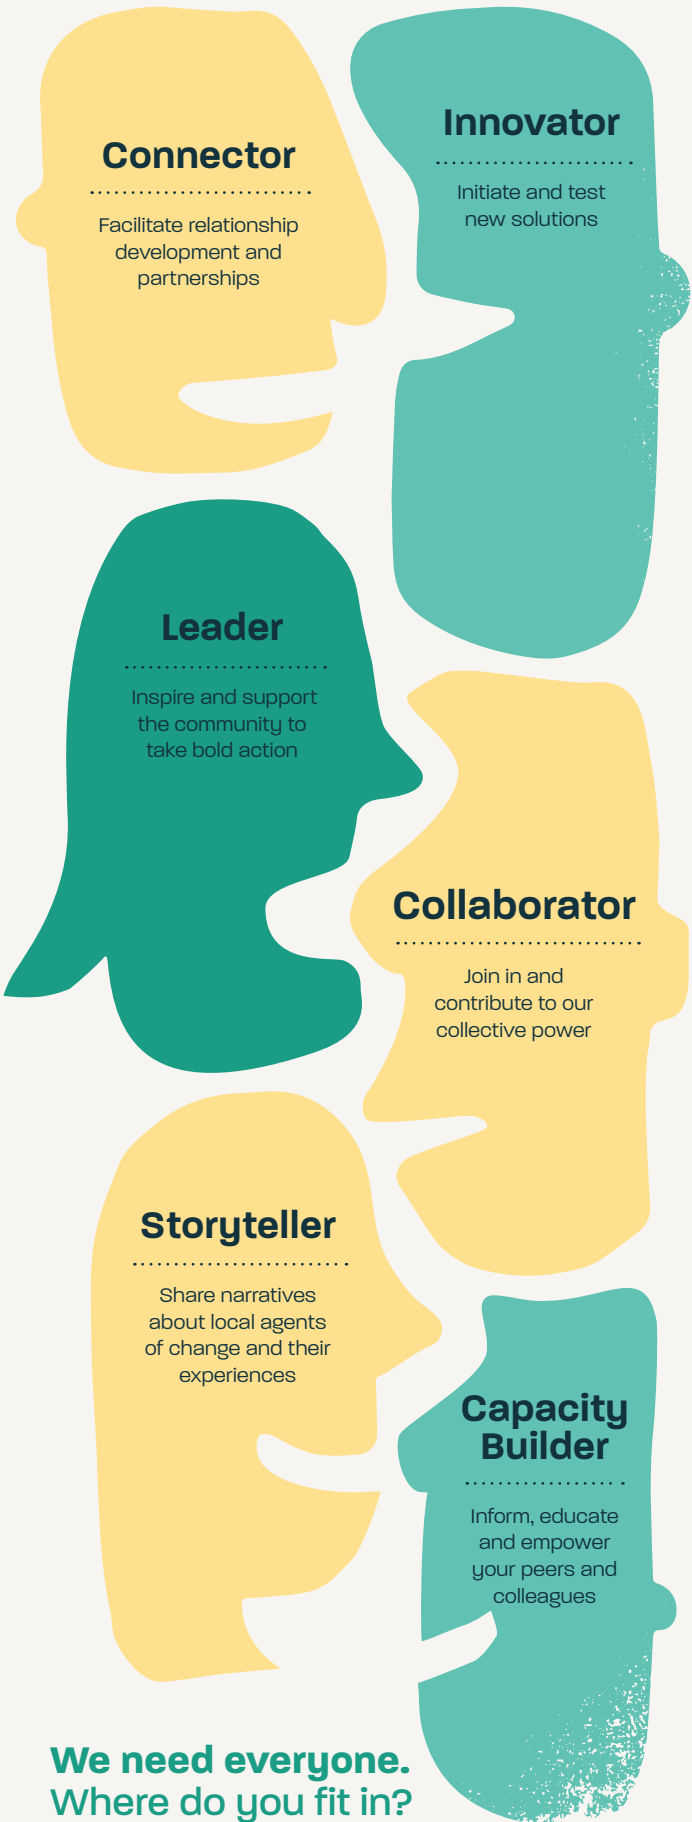 Connector
Facilitate relationship
development and
partnerships
Innovator
Initiate and test
new solutions
Leader
Inspire and support
the community to
take bold action
Collaborator
Join in and
contribute to our
collective power
Storyteller
Share narratives
about local agents
of change and their
experiences
Capacity
Builder
Inform, educate
and empower
your peers and
colleagues
We need everyone.
Where do you fit in?